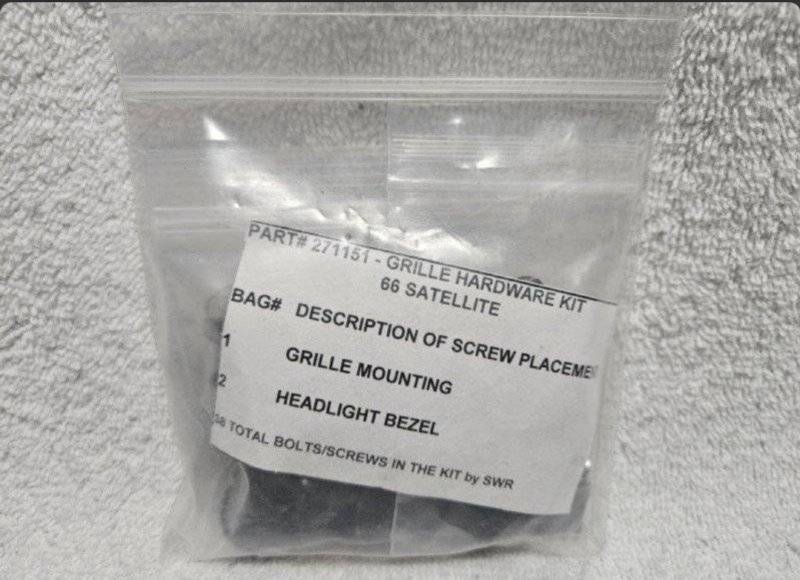 PART# 271151 - GRILLE HARDWARE KIT
66 SATELLITE
BAG# DESCRIPTION OF SCREW PLACEMEN
1 GRILLE MOUNTING
2 HEADLIGHT BEZEL
TOTAL BOLTS/SCREWS IN THE KIT by SWR